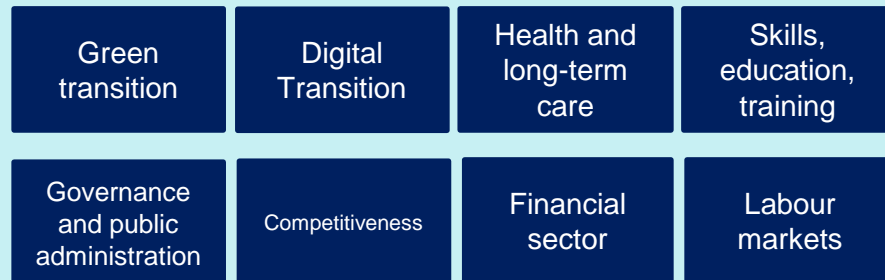 Green
transition
Digital
Transition
Health and
long-term
care
Skills,
education,
training
Governance
and public
administration
Competitiveness
Financial
sector
Labour
markets